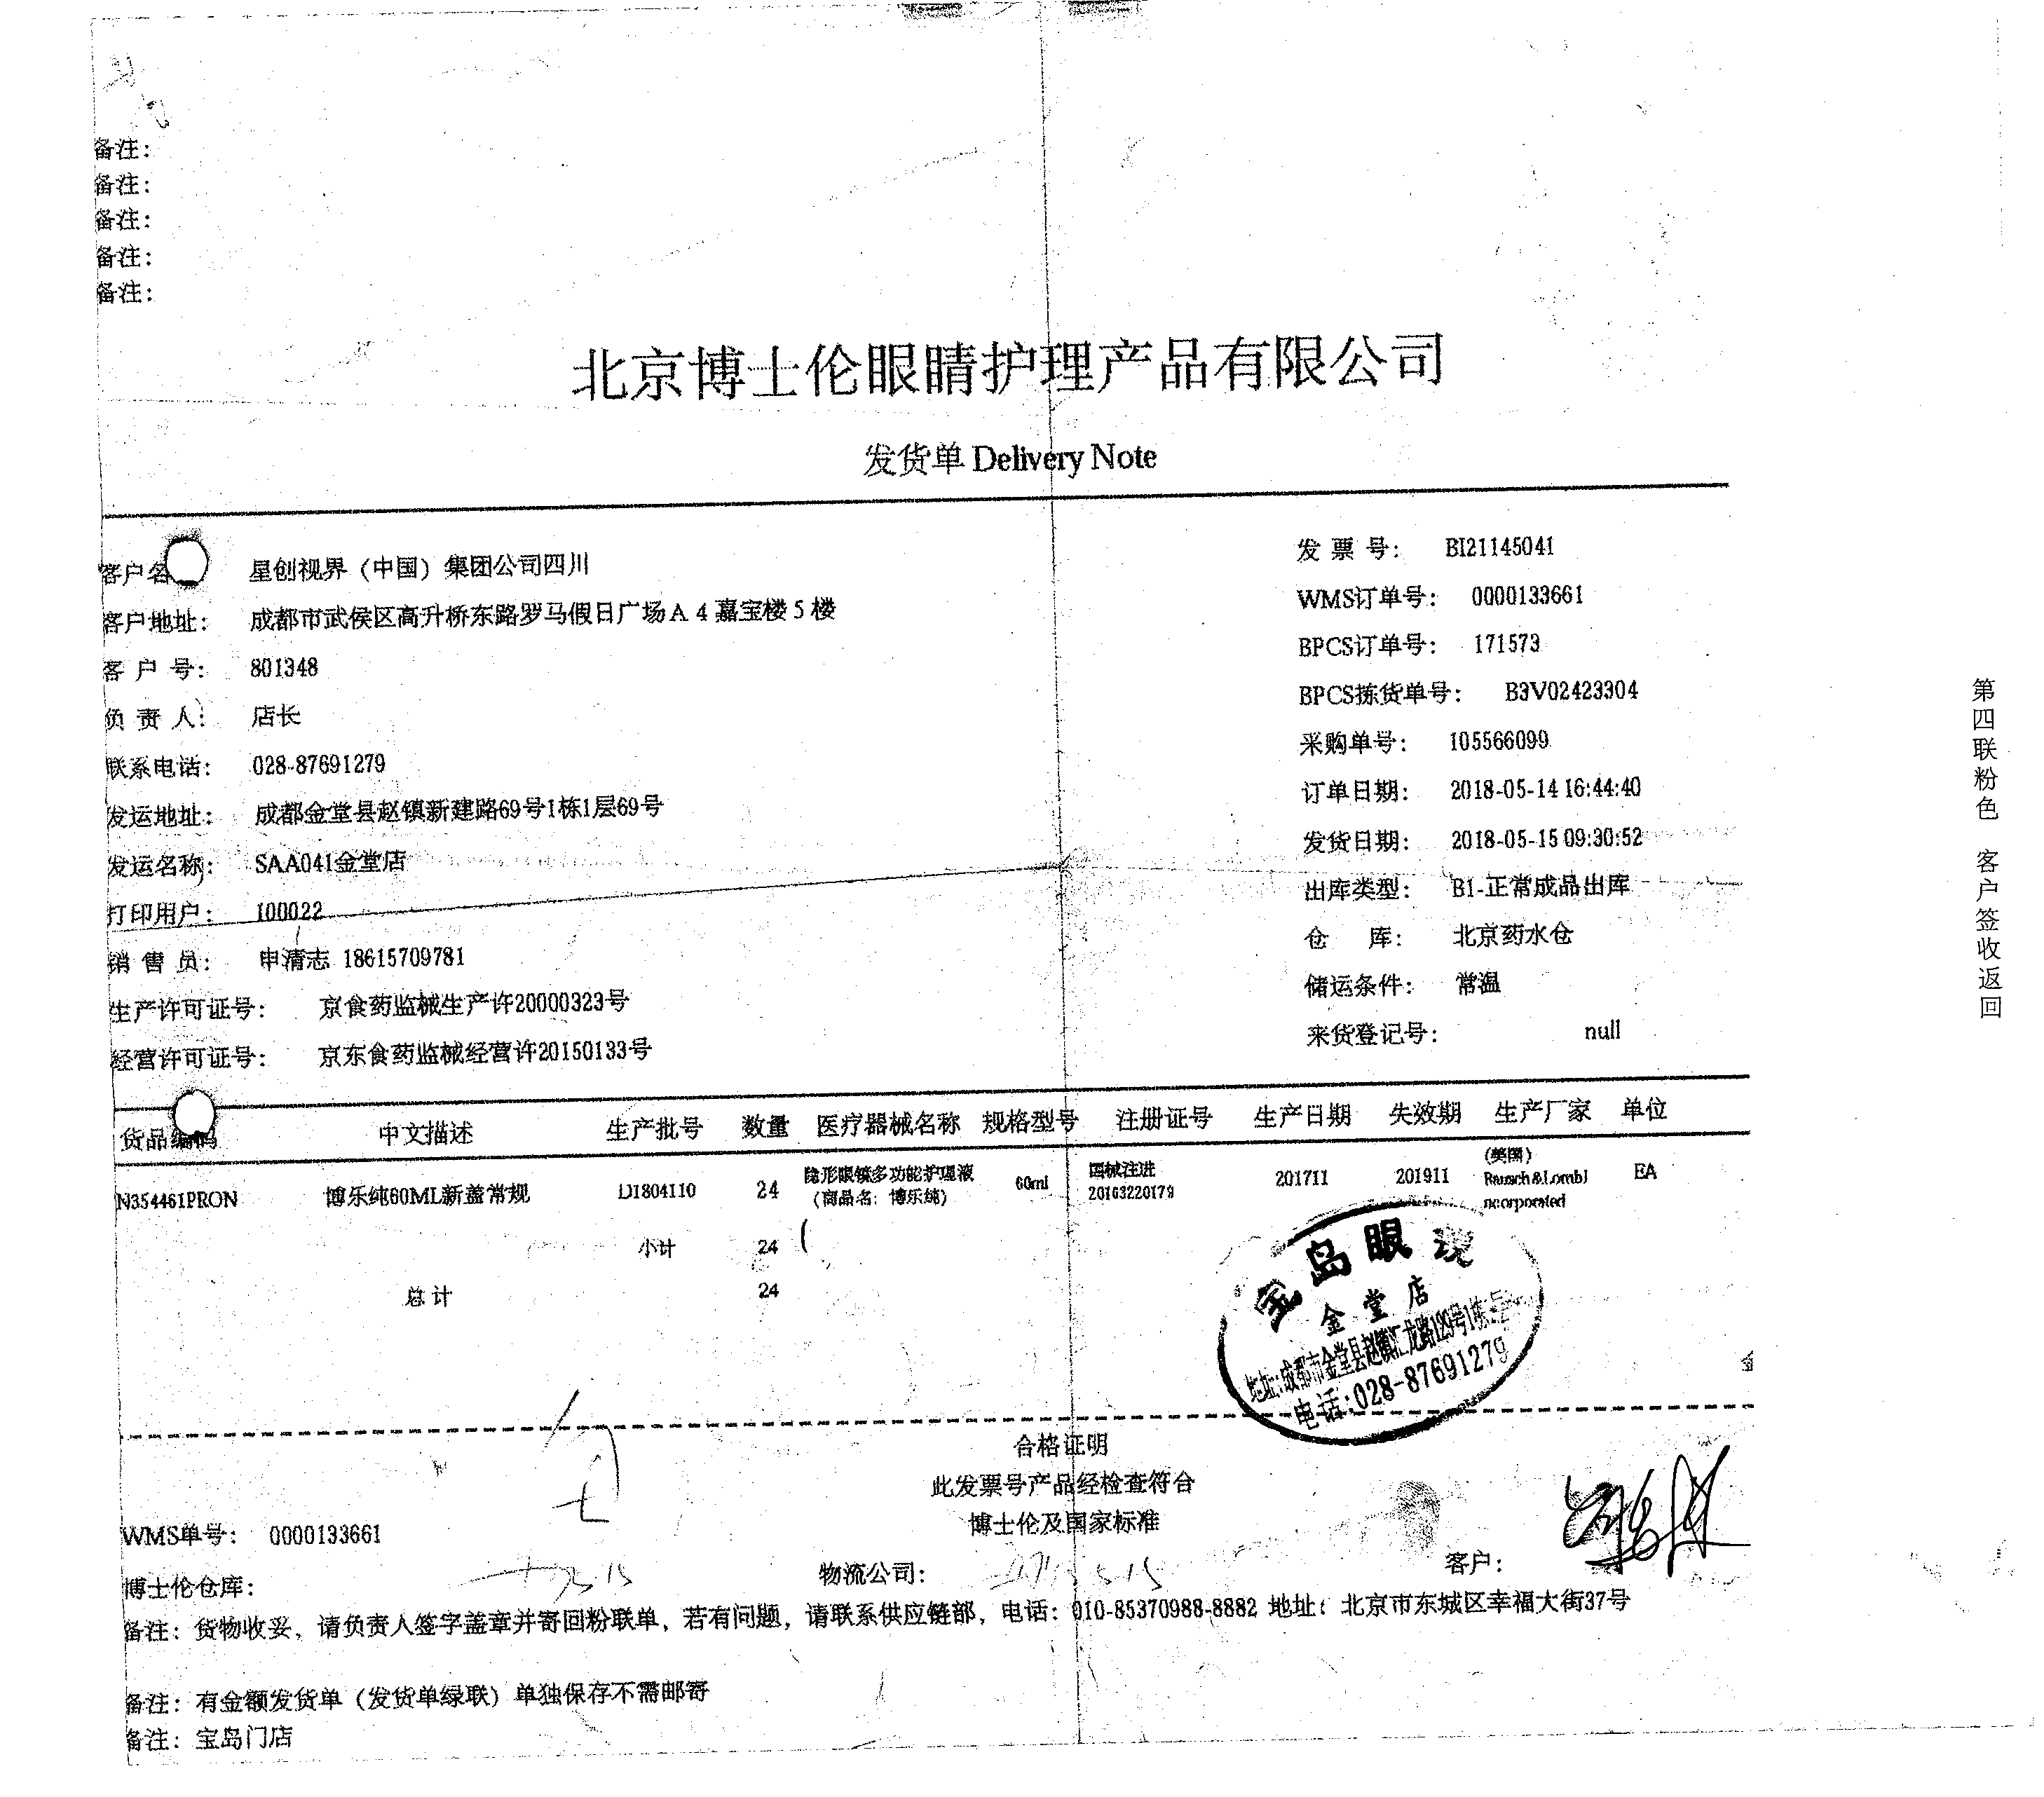 备注：
备注：
备注：
备注：
备注：
北京博士伦眼睛护理产品有限公司
发货单 Delivery Note
客户名 星创视界（中国）集团公司四川
客户地址： 成都市武侯区高升桥东路罗马假日广场A 4 嘉宝楼 5 楼
客 户 号： 801348
负 责 人： 店长
联系电话： 028-87691279
发运地址： 成都金堂县赵镇新建路69号1栋1层69号
发运名称： SAA041金堂店
打印用户： 100022
销 售 员： 申清志 18615709781
生产许可证号： 京食药监械生产许20000323号
经营许可证号： 京东食药监械经营许20150133号
发 票 号： BI21145041
WMS订单号： 0000133661
BPCS订单号： 171573
BPCS拣货单号： B3V02423304
采购单号： 105566099
订单日期： 2018-05-14 16:44:40
发货日期： 2018-05-15 09:30:52
出库类型： B1-正常成品出库
仓 库： 北京药水仓
储运条件： 常温
来货登记号： null
第四联粉色 客户签收返回
货品编码 中文描述 生产批号 数量 医疗器械名称 规格型号 注册证号 生产日期 失效期 生产厂家 单位
N354461PRON 博乐纯60ML新盖常规 24 隐形眼镜多功能护理液（商品名：博乐纯） 60ml 国械注进20163220179 201711 201911 （美国）Bausch&LombIncorporated EA
小计 24
总计 24
宝岛眼镜
金堂店
地址:成都市金堂县赵镇汇龙路129号1栋
电话:028-87691279
合格证明
此发票号产品经检查符合
博士伦及国家标准
WMS单号： 0000133661
博士伦仓库： 物流公司： 客户：
备注：货物收妥，请负责人签字盖章并寄回粉联单，若有问题，请联系供应链部，电话：010-85370988-8882 地址：北京市东城区幸福大街37号
备注：有金额发货单（发货单绿联）单独保存不需邮寄
备注：宝岛门店